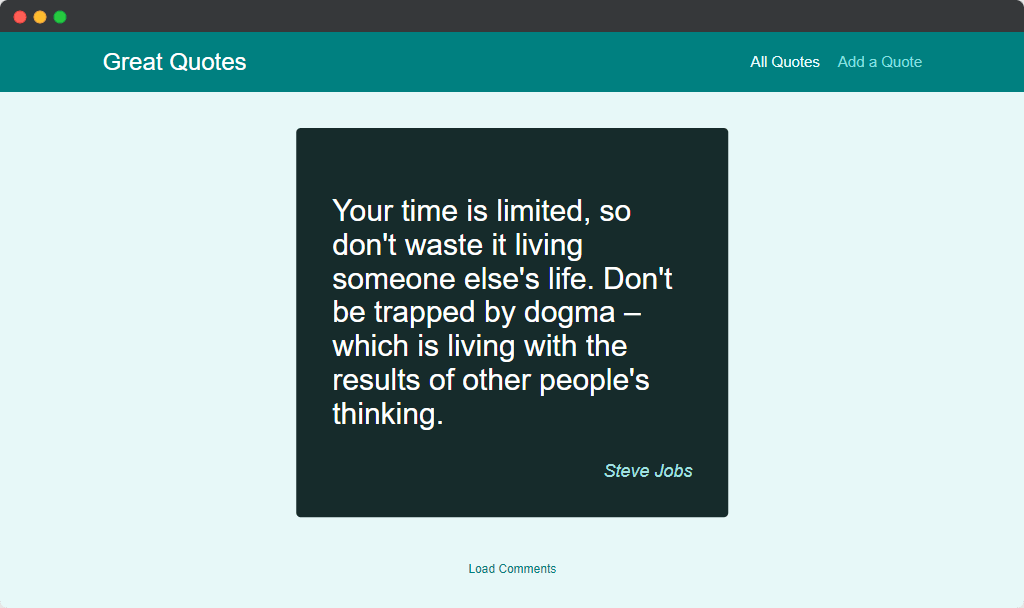 Great Quotes
All Quotes
Add a Quote
Your time is limited, so
don't waste it living
someone else's life. Don't
be trapped by dogma –
which is living with the
results of other people's
thinking.
Steve Jobs
Load Comments